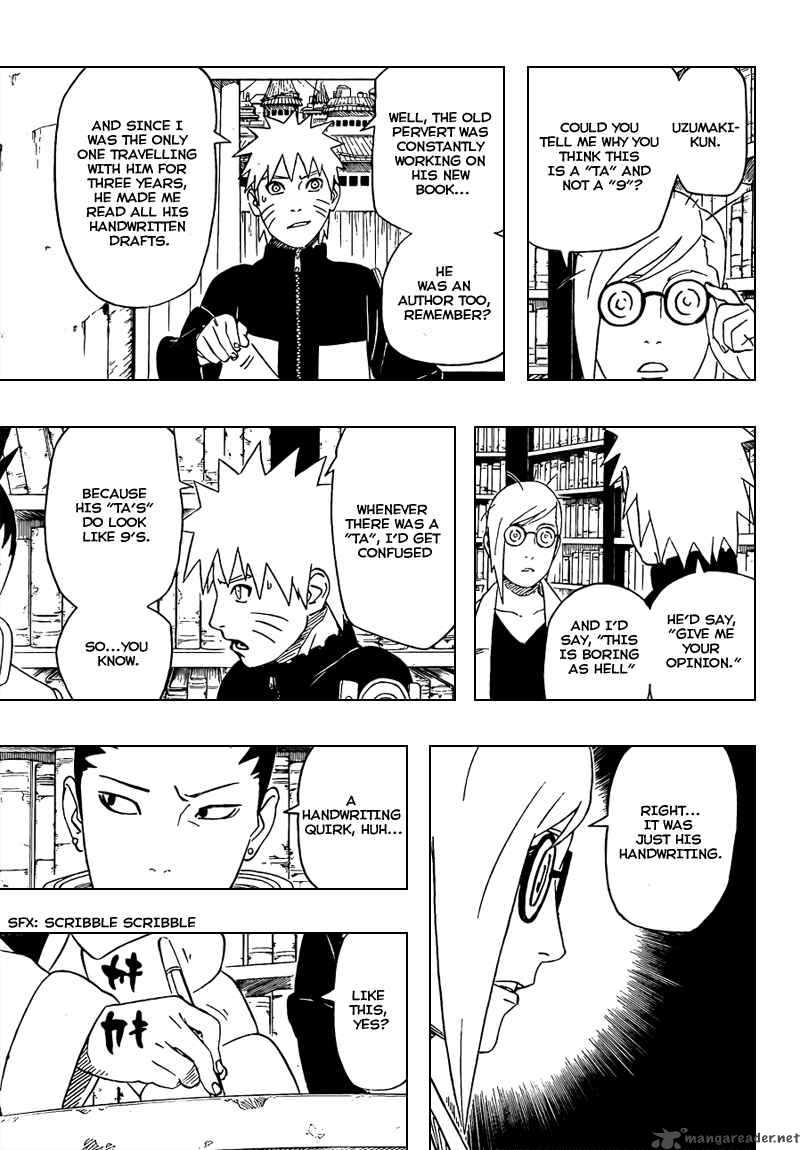 UZUMAKI-
KUN.
COULD YOU
TELL ME WHY YOU
THINK THIS
IS A "TA" AND
NOT A "9"?
WELL, THE OLD
PERVERT WAS
CONSTANTLY
WORKING ON
HIS NEW
BOOK...
HE
WAS AN
AUTHOR TOO,
REMEMBER?
AND SINCE I
WAS THE ONLY
ONE TRAVELLING
WITH HIM FOR
THREE YEARS,
HE MADE ME
READ ALL HIS
HANDWRITTEN
DRAFTS.
HE'D SAY,
"GIVE ME
YOUR
OPINION."
AND I'D
SAY, "THIS
IS BORING
AS HELL"
WHENEVER
THERE WAS A
"TA", I'D GET
CONFUSED
BECAUSE
HIS "TA'S"
DO LOOK
LIKE 9'S.
SO...YOU
KNOW.
RIGHT...
IT WAS
JUST HIS
HANDWRITING.
A
HANDWRITING
QUIRK, HUH...
SFX: SCRIBBLE SCRIBBLE
LIKE
THIS,
YES?
カキ
カキ
mangareader.net